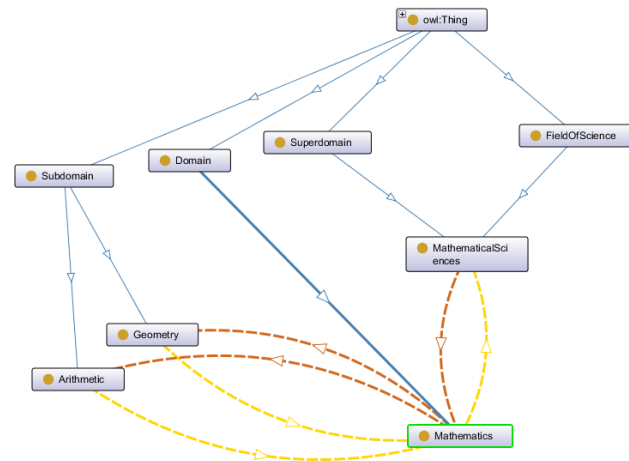 owl:Thing
Superdomain
FieldOfScience
Domain
Subdomain
MathematicalSci
ences
Geometry
Arithmetic
Mathematics